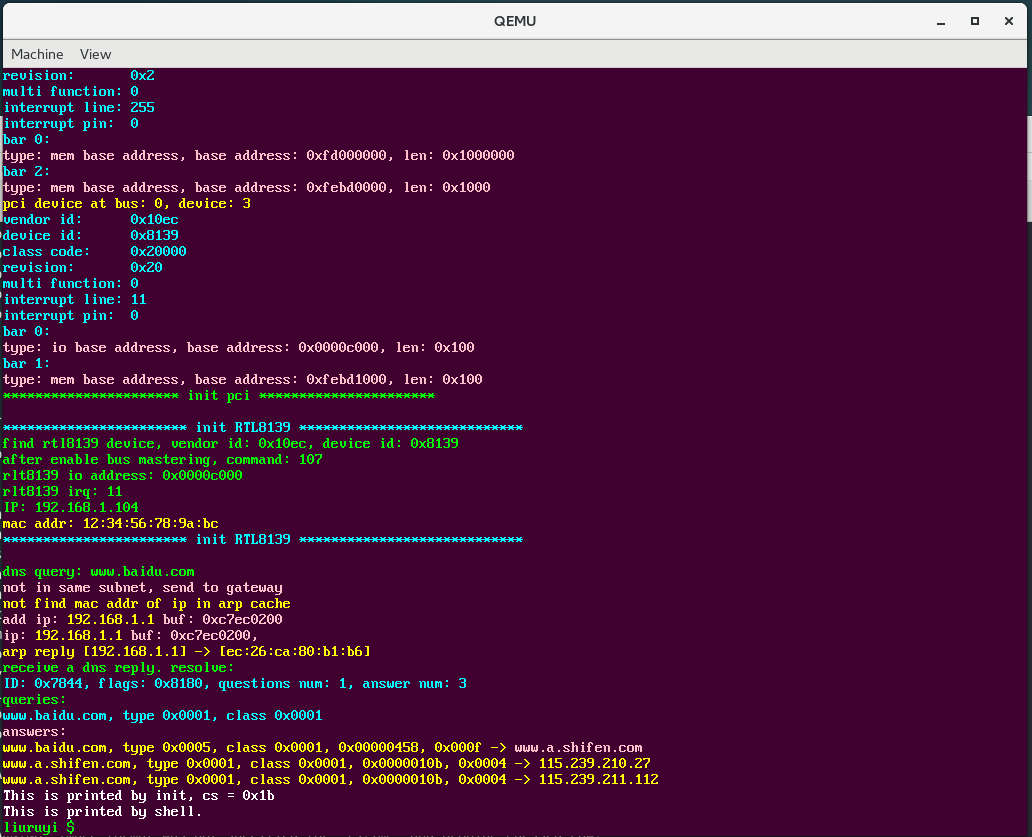 QEMU
Machine View
revision: 0x2
multi function: 0
interrupt line: 255
interrupt pin: 0
bar 0:
type: mem base address, base address: 0xfd000000, len: 0x1000000
bar 2:
type: mem base address, base address: 0xfebd0000, len: 0x1000
pci device at bus: 0, device: 3
vendor id: 0x10ec
device id: 0x8139
class code: 0x20000
revision: 0x20
multi function: 0
interrupt line: 11
interrupt pin: 0
bar 0:
type: io base address, base address: 0x0000c000, len: 0x100
bar 1:
type: mem base address, base address: 0xfebd1000, len: 0x100
********************** init pci **********************
*********************** init RTL8139 ****************************
find rtl8139 device, vendor id: 0x10ec, device id: 0x8139
after enable bus mastering, command: 107
rlt8139 io address: 0x0000c000
rlt8139 irq: 11
IP: 192.168.1.104
mac addr: 12:34:56:78:9a:bc
*********************** init RTL8139 ****************************
dns query: www.baidu.com
not in same subnet, send to gateway
not find mac addr of ip in arp cache
add ip: 192.168.1.1 buf: 0xc7ec0200
ip: 192.168.1.1 buf: 0xc7ec0200,
arp reply [192.168.1.1] -> [ec:26:ca:80:b1:b6]
receive a dns reply. resolve:
ID: 0x7844, flags: 0x8180, questions num: 1, answer num: 3
queries:
www.baidu.com, type 0x0001, class 0x0001
answers:
www.baidu.com, type 0x0005, class 0x0001, 0x00000458, 0x000f -> www.a.shifen.com
www.a.shifen.com, type 0x0001, class 0x0001, 0x0000010b, 0x0004 -> 115.239.210.27
www.a.shifen.com, type 0x0001, class 0x0001, 0x0000010b, 0x0004 -> 115.239.211.112
This is printed by init, cs = 0x1b
This is printed by shell.
liuruyi $